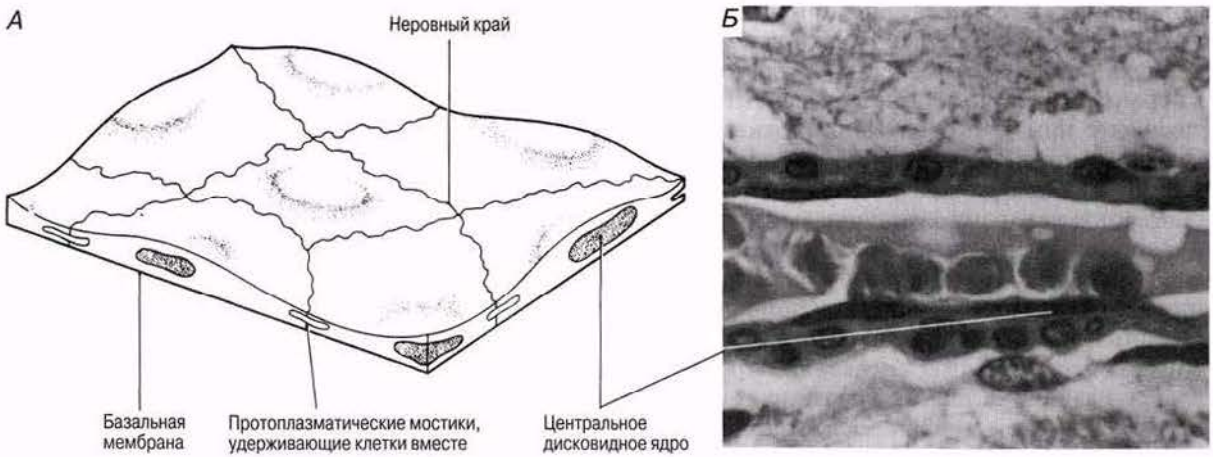 А
Неровный край
Б
Базальная
мембрана
Протоплазматические мостики,
удерживающие клетки вместе
Центральное
дисковидное ядро